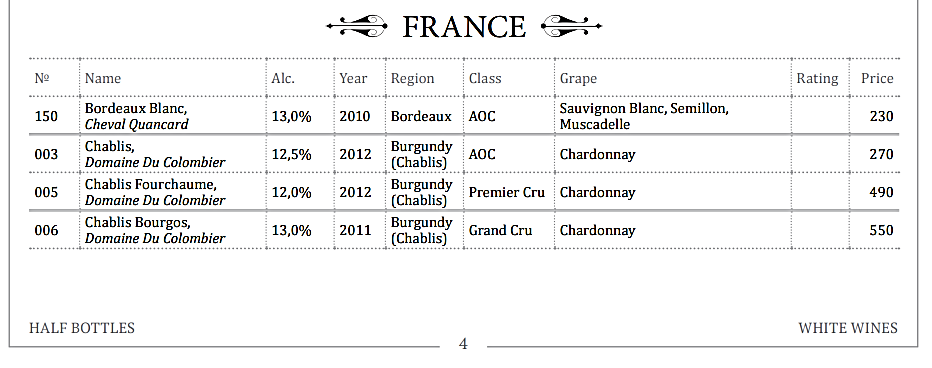 FRANCE
Nº Name Alc. Year Region Class Grape Rating Price
150 Bordeaux Blanc, Cheval Quancard 13,0% 2010 Bordeaux AOC Sauvignon Blanc, Semillon, Muscadelle 230
003 Chablis, Domaine Du Colombier 12,5% 2012 Burgundy (Chablis) AOC Chardonnay 270
005 Chablis Fourchaume, Domaine Du Colombier 12,0% 2012 Burgundy (Chablis) Premier Cru Chardonnay 490
006 Chablis Bourgos, Domaine Du Colombier 13,0% 2011 Burgundy (Chablis) Grand Cru Chardonnay 550
HALF BOTTLES WHITE WINES
4